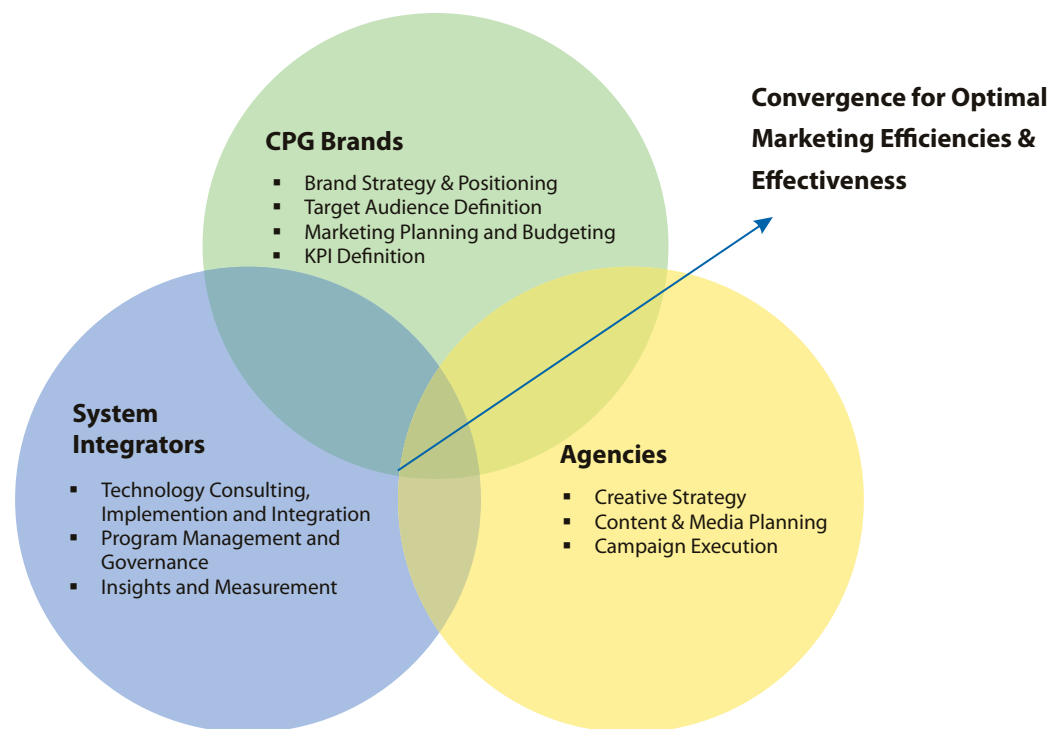 CPG Brands
▪ Brand Strategy & Positioning
▪ Target Audience Definition
▪ Marketing Planning and Budgeting
▪ KPI Definition
Convergence for Optimal
Marketing Efficiencies &
Effectiveness
System
Integrators
▪ Technology Consulting,
Implemention and Integration
▪ Program Management and
Governance
▪ Insights and Measurement
Agencies
▪ Creative Strategy
▪ Content & Media Planning
▪ Campaign Execution